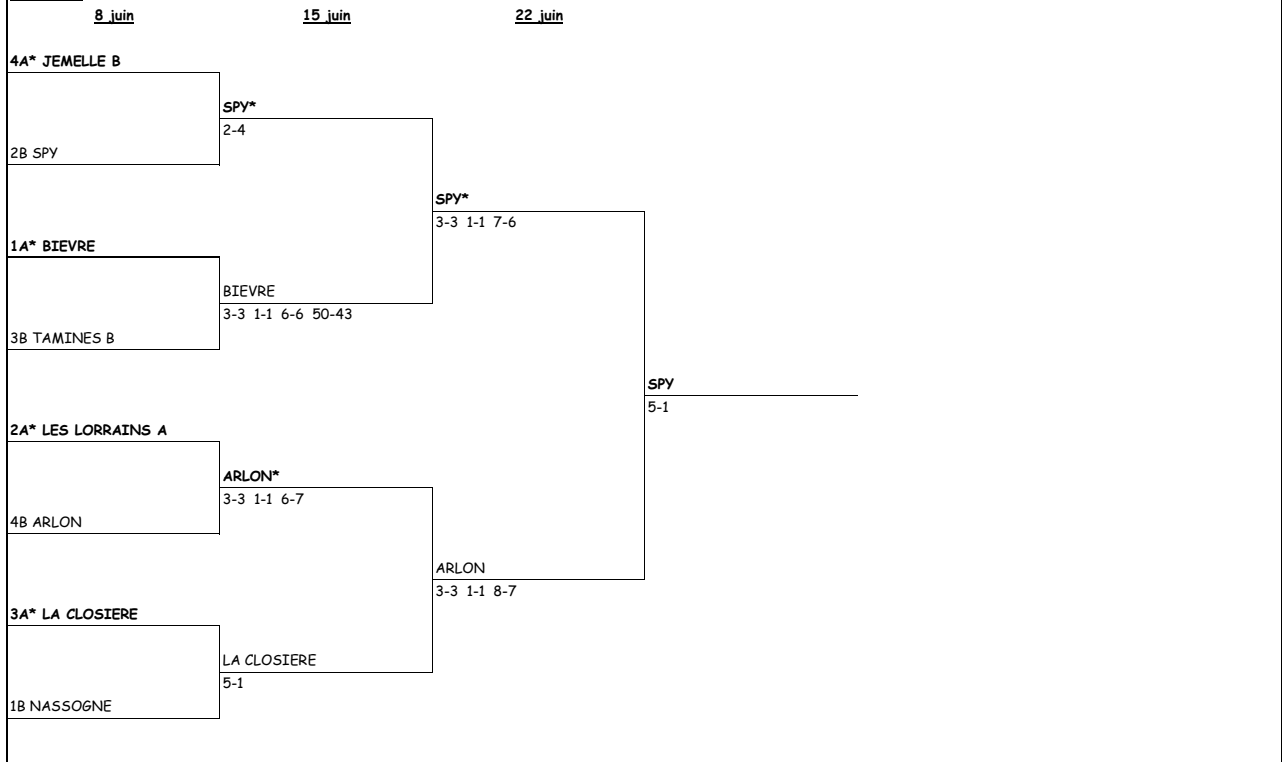 8 juin 15 juin 22 juin
4A* JEMELLE B
SPY*
2-4
2B SPY
SPY*
3-3 1-1 7-6
1A* BIEVRE
BIEVRE
3-3 1-1 6-6 50-43
3B TAMINES B
SPY
5-1
2A* LES LORRAINS A
ARLON*
3-3 1-1 6-7
4B ARLON
ARLON
3-3 1-1 8-7
3A* LA CLOSIERE
LA CLOSIERE
5-1
1B NASSOGNE